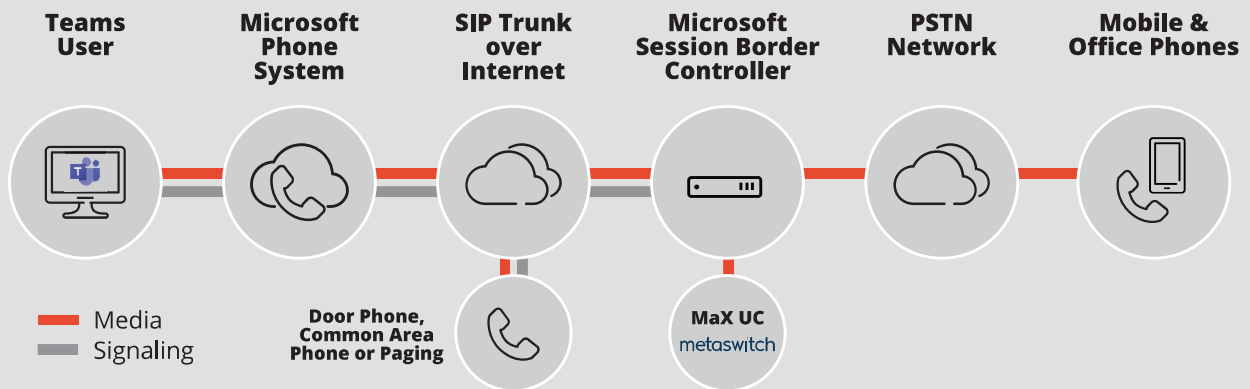 Teams
User
Microsoft
Phone
System
SIP Trunk
over
Internet
Microsoft
Session Border
Controller
PSTN
Network
Mobile &
Office Phones
T
Media
Signaling
Door Phone,
Common Area
Phone or Paging
MaX UC
metaswitch